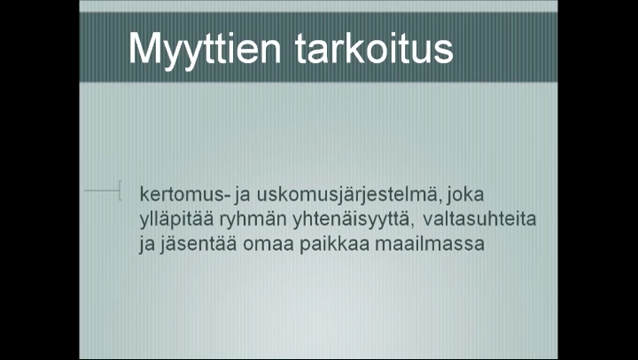 Myyttien tarkoitus
kertomus- ja uskomusjärjestelmä, joka
ylläpitää ryhmän yhtenäisyyttä, valtasuhteita
ja jäsentää omaa paikkaa maailmassa